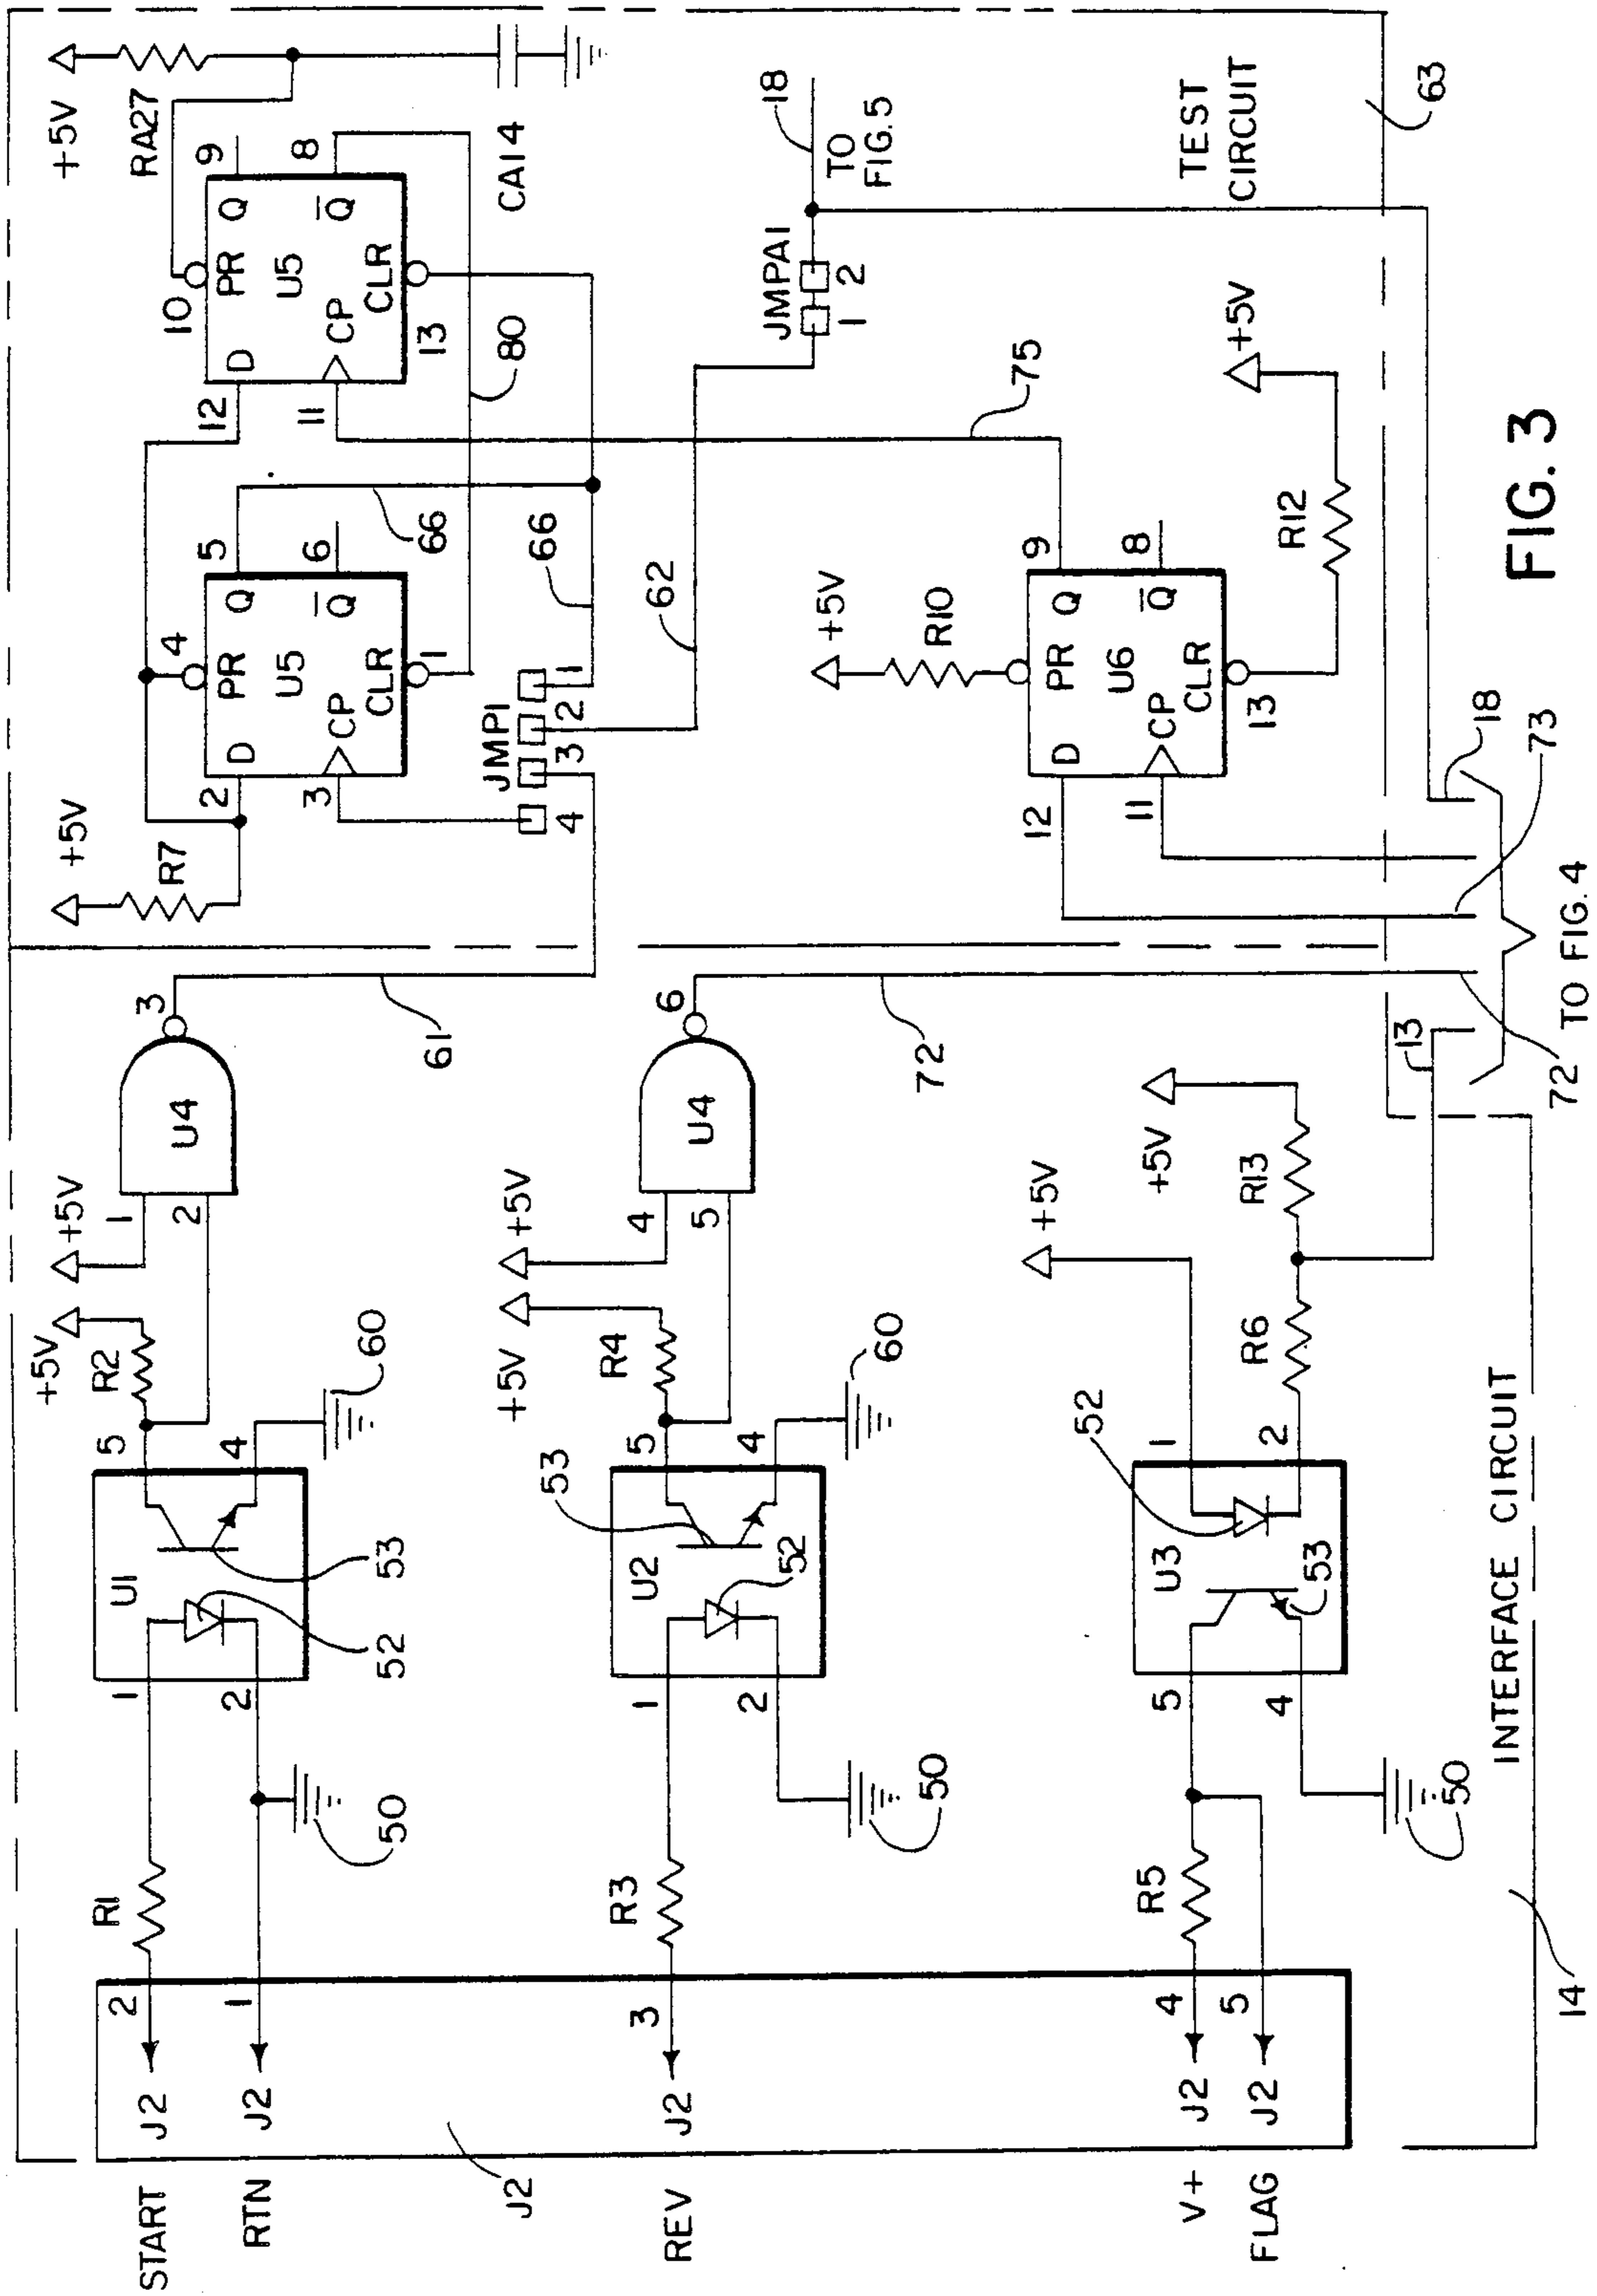 START
RTN
REV
V+
FLAG
J2
J2
2
J2
1
J2
3
J2
4
J2
5
R1
50
R3
50
R5
50
14
1
2
U1
52
53
5
4
1
2
U2
52
53
5
4
5
4
U3
52
53
1
2
INTERFACE CIRCUIT
+5V
R2
60
+5V
1
2
U4
3
61
+5V
R4
60
+5V
4
5
U4
6
72
+5V
R6
R13
+5V
13
72
TO FIG. 4
73
18
+5V
R7
2
3
4
D
PR
U5
CP
CLR
Q
Q̅
5
6
1
66
JMP1
4
3
2
1
66
62
80
12
11
10
D
PR
U5
CP
CLR
Q
Q̅
9
8
13
+5V
RA27
CA14
JMPA1
1
2
18
TO
FIG. 5
75
+5V
R10
12
11
D
PR
U6
CP
CLR
Q
Q̅
9
8
13
R12
+5V
TEST
CIRCUIT
63
FIG. 3